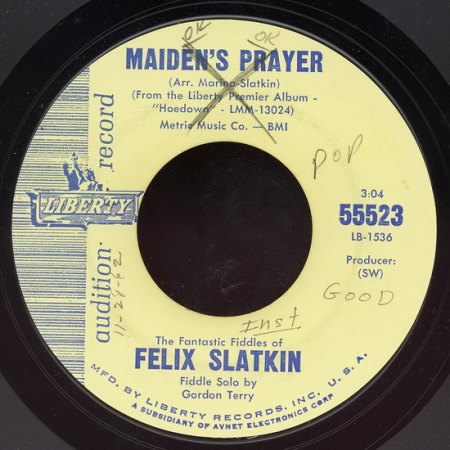 OK OK
MAIDEN'S PRAYER
(Arr. Marino-Slatkin)
(From the Liberty Premier Album -
"Hoedown" - LMM-13024)
Metric Music Co. — BMI
POP
audition record
LIBERTY
11-29-62
3:04
55523
LB-1536
Producer:
(SW)
GOOD
Inst
The Fantastic Fiddles of
FELIX SLATKIN
Fiddle Solo by
Gordon Terry
MFD. BY LIBERTY RECORDS, INC. U. S. A.
A SUBSIDIARY OF AVNET ELECTRONICS CORP